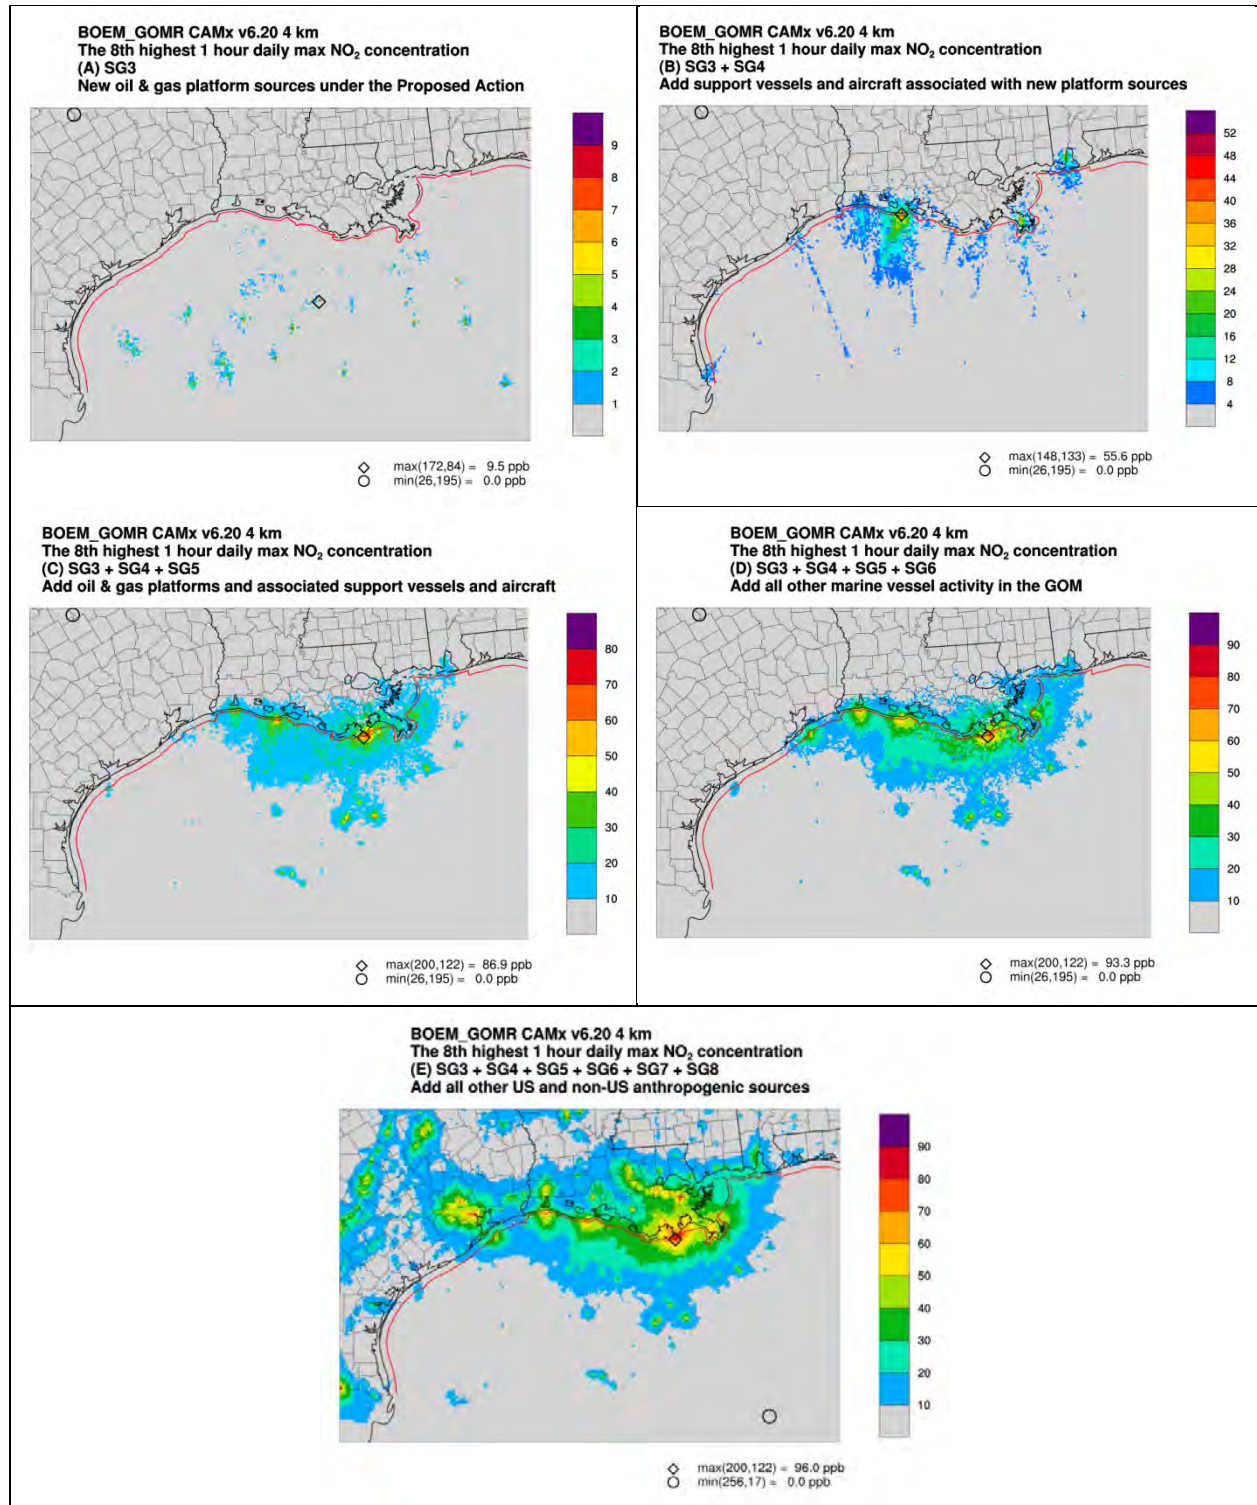 BOEM_GOMR CAMx v6.20 4 km
The 8th highest 1 hour daily max NO₂ concentration
(A) SG3
New oil & gas platform sources under the Proposed Action
9
8
7
6
5
4
3
2
1
max(172,84) = 9.5 ppb
min(26,195) = 0.0 ppb
BOEM_GOMR CAMx v6.20 4 km
The 8th highest 1 hour daily max NO₂ concentration
(B) SG3 + SG4
Add support vessels and aircraft associated with new platform sources
52
48
44
40
36
32
28
24
20
16
12
8
4
max(148,133) = 55.6 ppb
min(26,195) = 0.0 ppb
BOEM_GOMR CAMx v6.20 4 km
The 8th highest 1 hour daily max NO₂ concentration
(C) SG3 + SG4 + SG5
Add oil & gas platforms and associated support vessels and aircraft
80
70
60
50
40
30
20
10
max(200,122) = 86.9 ppb
min(26,195) = 0.0 ppb
BOEM_GOMR CAMx v6.20 4 km
The 8th highest 1 hour daily max NO₂ concentration
(D) SG3 + SG4 + SG5 + SG6
Add all other marine vessel activity in the GOM
90
80
70
60
50
40
30
20
10
max(200,122) = 93.3 ppb
min(26,195) = 0.0 ppb
BOEM_GOMR CAMx v6.20 4 km
The 8th highest 1 hour daily max NO₂ concentration
(E) SG3 + SG4 + SG5 + SG6 + SG7 + SG8
Add all other US and non-US anthropogenic sources
90
80
70
60
50
40
30
20
10
max(200,122) = 96.0 ppb
min(256,17) = 0.0 ppb